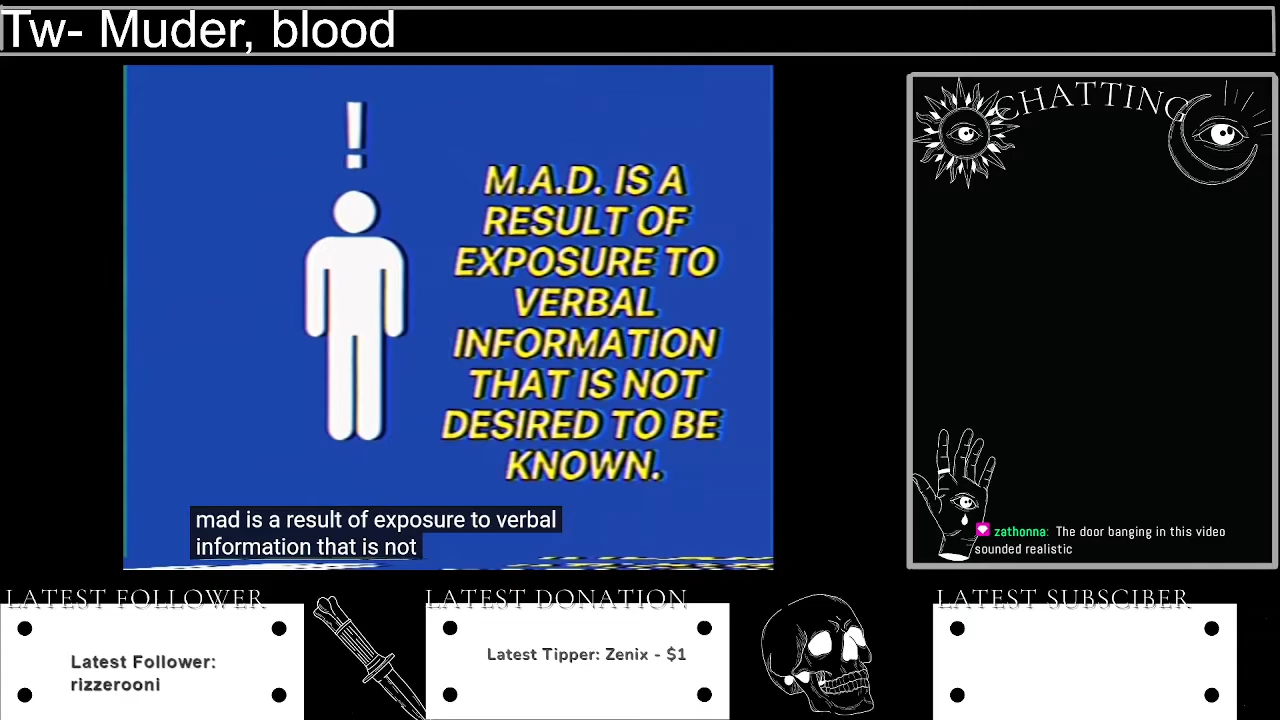 Tw- Muder, blood
CHATTING
!
M.A.D. IS A
RESULT OF
EXPOSURE TO
VERBAL
INFORMATION
THAT IS NOT
DESIRED TO BE
KNOWN.
mad is a result of exposure to verbal
information that is not
zathonna: The door banging in this video
sounded realistic
LATEST FOLLOWER
Latest Follower:
rizzerooni
LATEST DONATION
Latest Tipper: Zenix - $1
LATEST SUBSCIBER